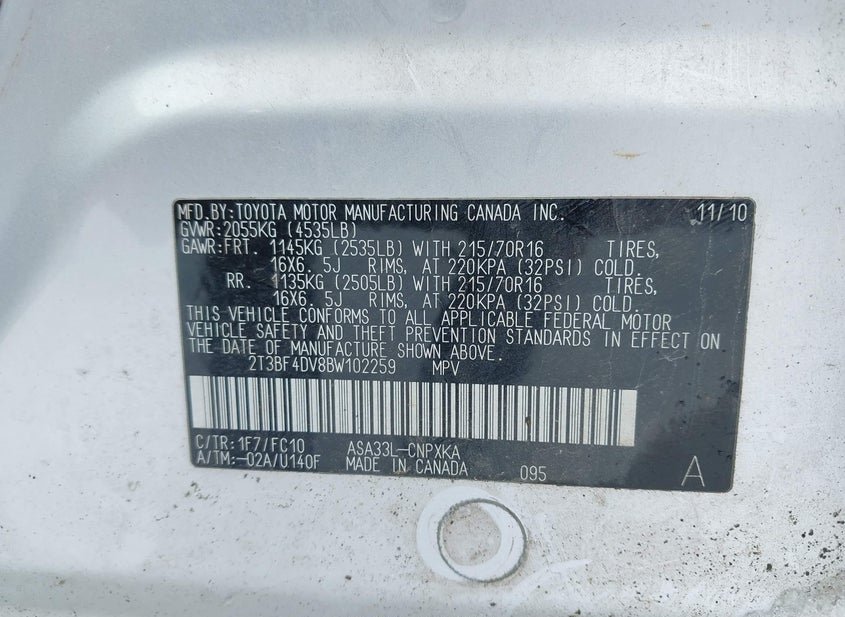 MFD.BY:TOYOTA MOTOR MANUFACTURING CANADA INC. 11/10
GVWR:2055KG (4535LB)
GAWR:FRT. 1145KG (2535LB) WITH 215/70R16 TIRES,
16X6. 5J RIMS, AT 220KPA (32PSI) COLD.
RR. 1135KG (2505LB) WITH 215/70R16 TIRES,
16X6. 5J RIMS, AT 220KPA (32PSI) COLD.
THIS VEHICLE CONFORMS TO ALL APPLICABLE FEDERAL MOTOR
VEHICLE SAFETY AND THEFT PREVENTION STANDARDS IN EFFECT ON
THE DATE OF MANUFACTURE SHOWN ABOVE.
2T3BF4DV8BW102259 MPV
C/TR:1F7/FC10 ASA33L-CNPXKA
A/TM:-02A/U140F MADE IN CANADA 095 A